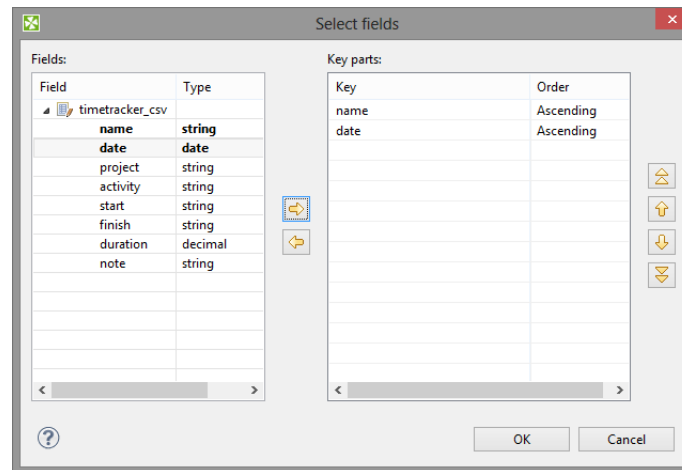 Select fields
Fields:
Key parts:
Field Type
timetracker_csv
name string
date date
project string
activity string
start string
finish string
duration decimal
note string
Key Order
name Ascending
date Ascending
OK Cancel